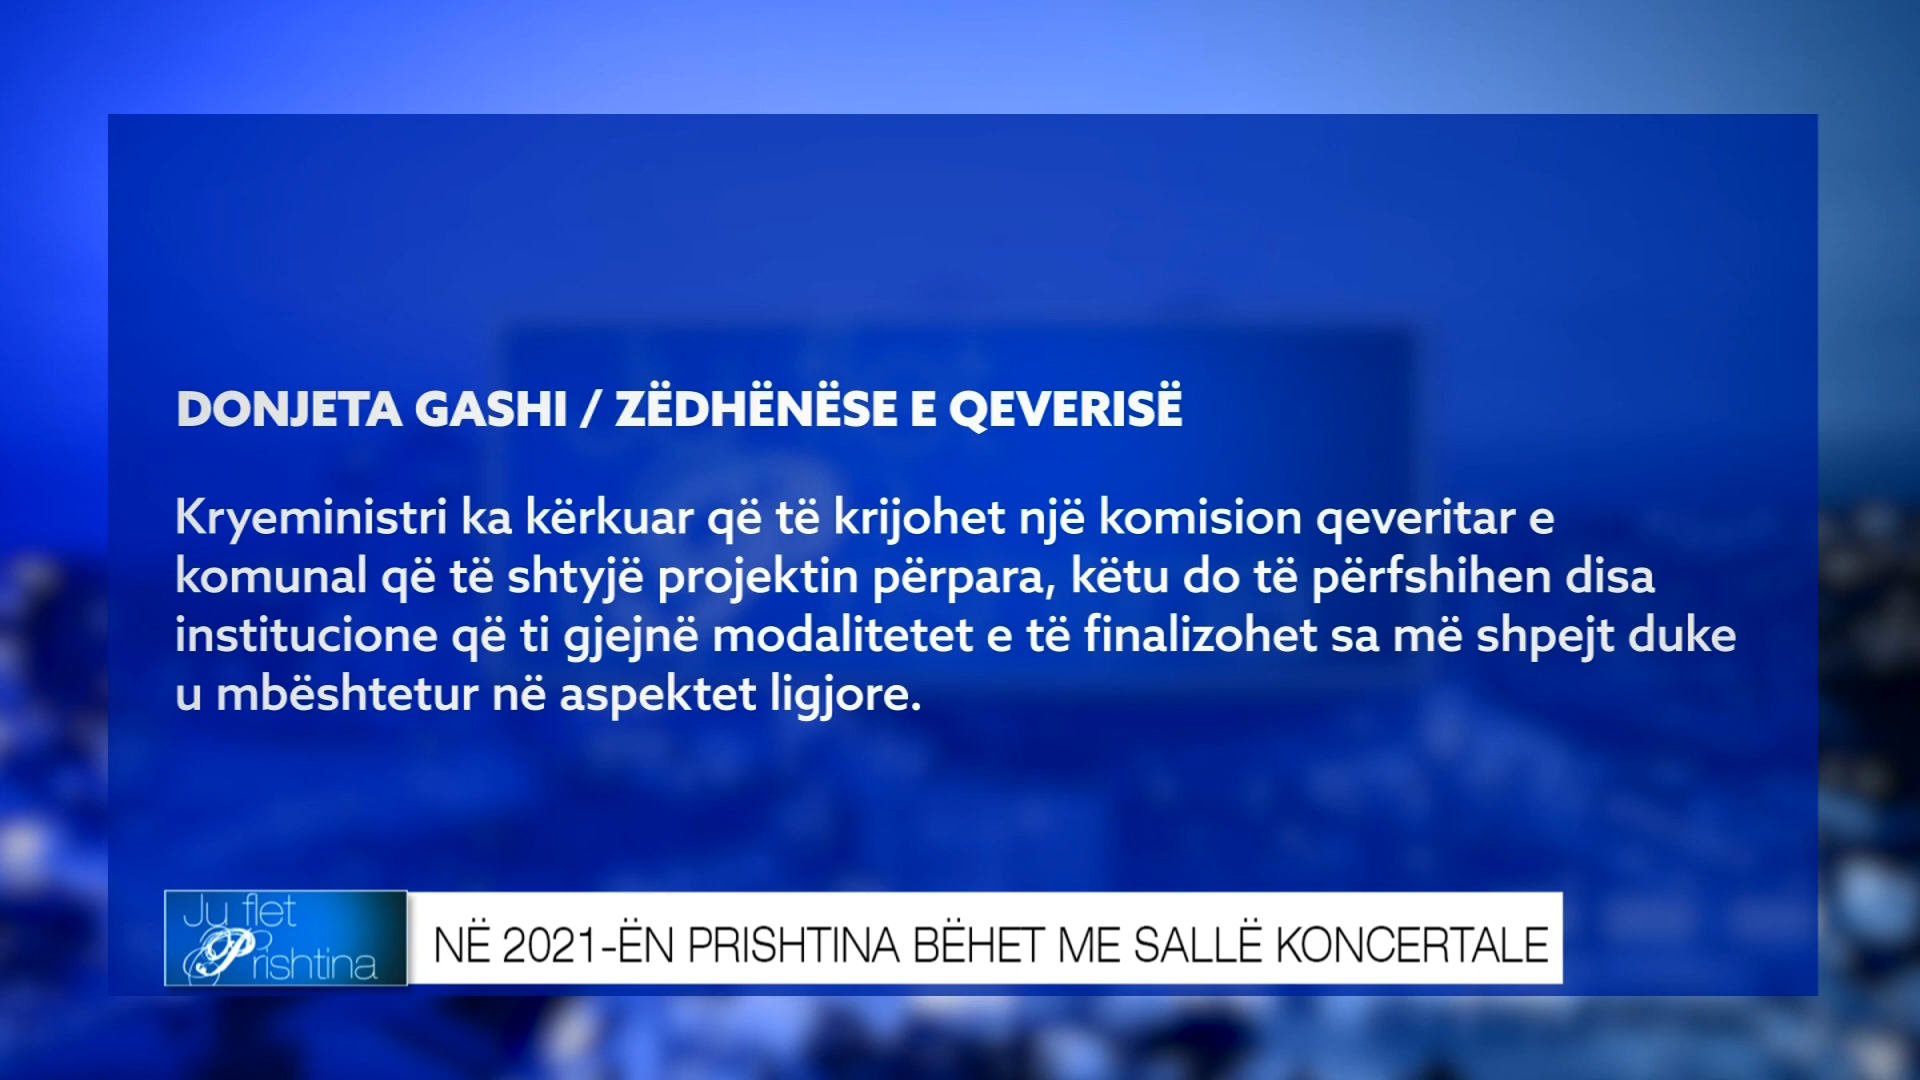 DONJETA GASHI / ZËDHËNËSE E QEVERISË
Kryeministri ka kërkuar që të krijohet një komision qeveritar e
komunal që të shtyjë projektin përpara, këtu do të përfshihen disa
institucione që ti gjejnë modalitetet e të finalizohet sa më shpejt duke
u mbështetur në aspektet ligjore.
Ju flet
Prishtina
NË 2021-ËN PRISHTINA BËHET ME SALLË KONCERTALE